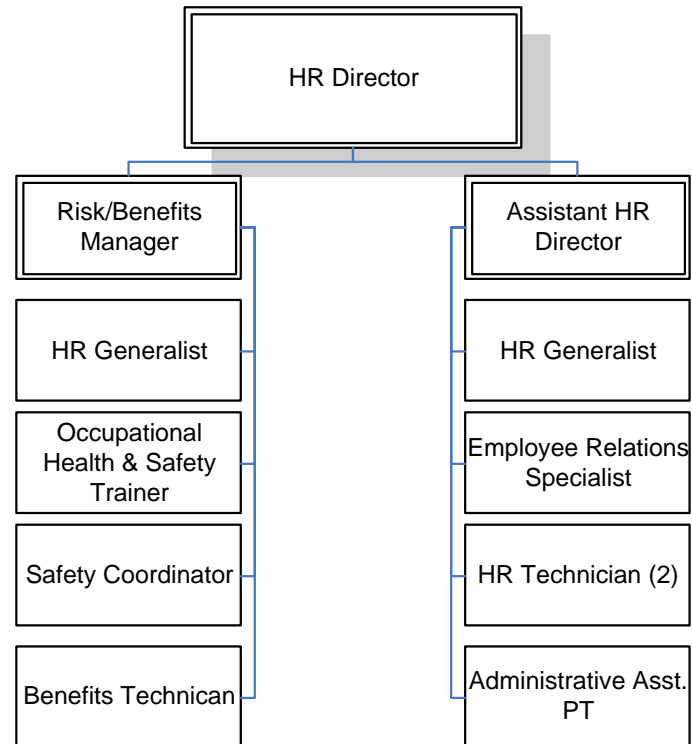 HR Director
Risk/Benefits
Manager
HR Generalist
Occupational
Health & Safety
Trainer
Safety Coordinator
Benefits Technican
Assistant HR
Director
HR Generalist
Employee Relations
Specialist
HR Technician (2)
Administrative Asst.
PT